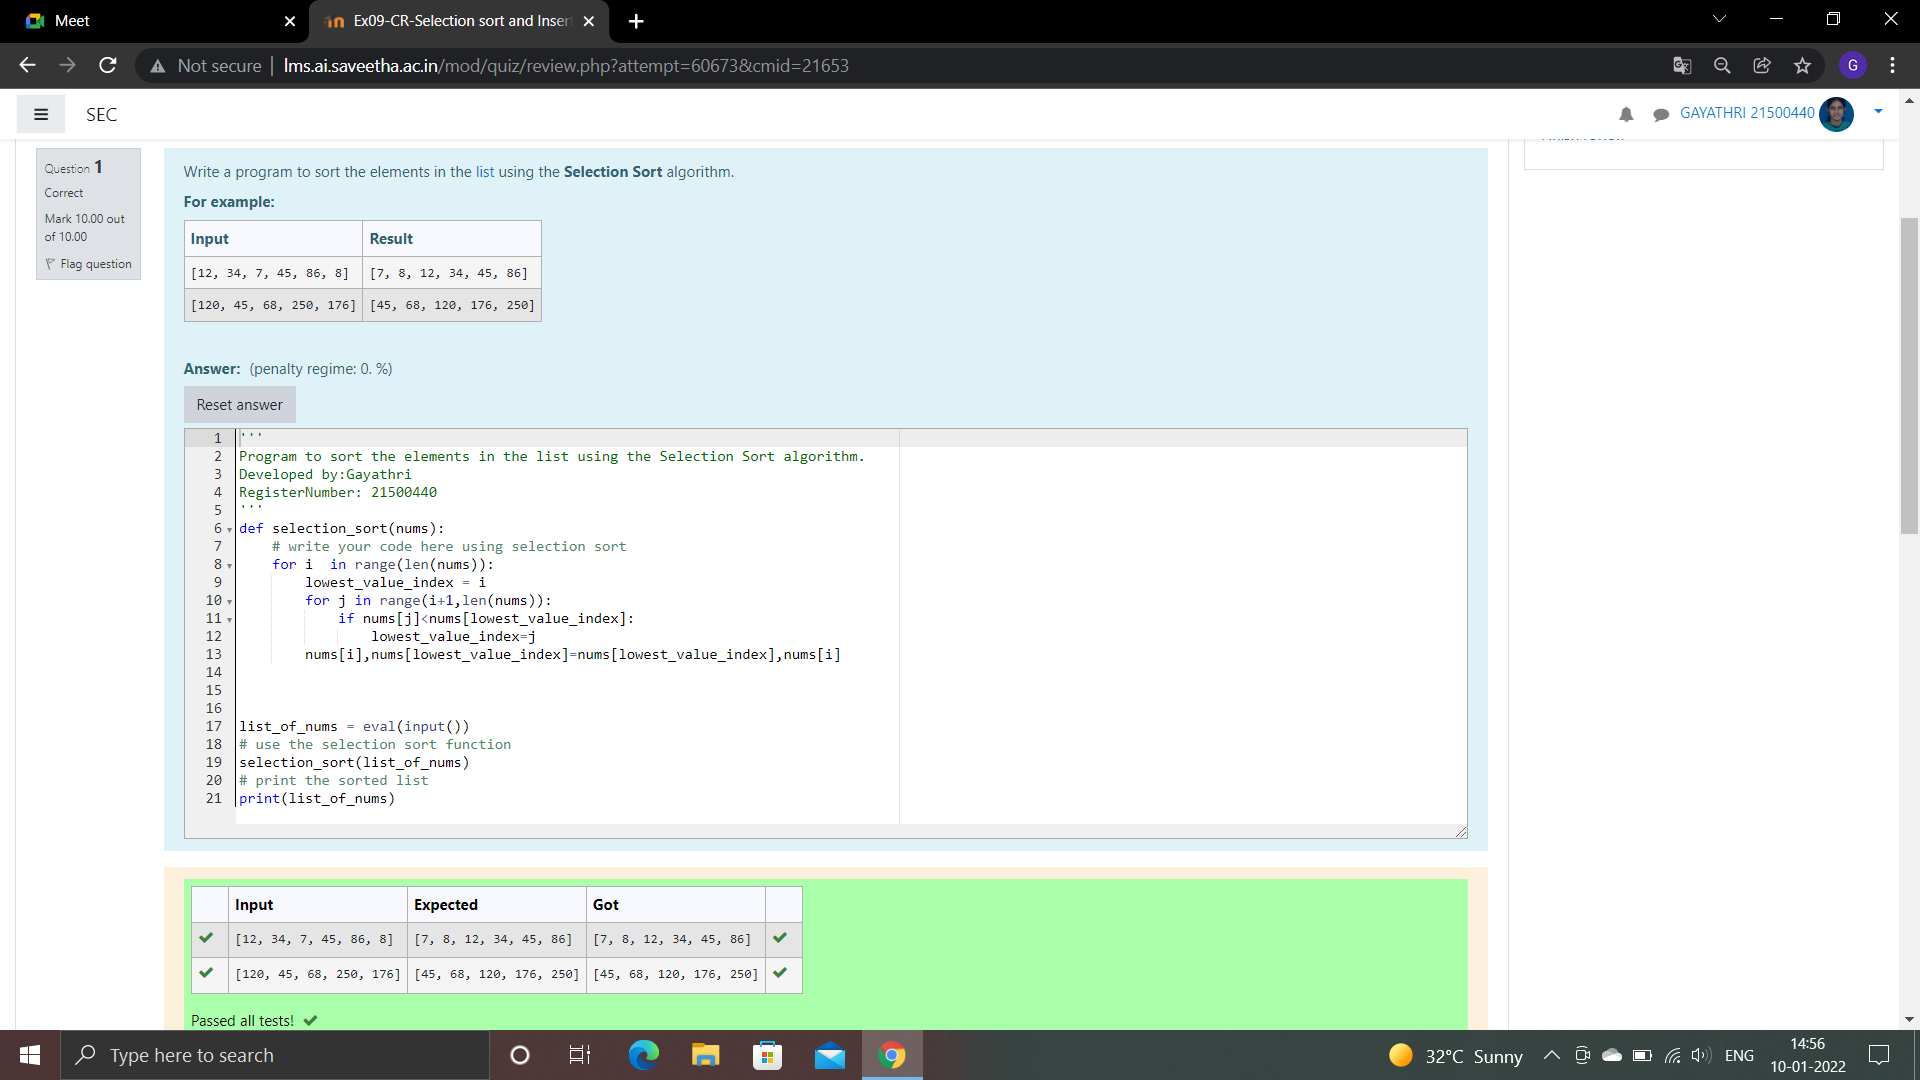 Meet
Ex09-CR-Selection sort and Inser
Not secure | lms.ai.saveetha.ac.in/mod/quiz/review.php?attempt=60673&cmid=21653
G
SEC
GAYATHRI 21500440
Question 1
Correct
Mark 10.00 out
of 10.00
Flag question
Write a program to sort the elements in the list using the Selection Sort algorithm.
For example:
Input Result
[12, 34, 7, 45, 86, 8] [7, 8, 12, 34, 45, 86]
[120, 45, 68, 250, 176] [45, 68, 120, 176, 250]
Answer: (penalty regime: 0. %)
Reset answer
1 '''
2 Program to sort the elements in the list using the Selection Sort algorithm.
3 Developed by:Gayathri
4 RegisterNumber: 21500440
5 '''
6 def selection_sort(nums):
7     # write your code here using selection sort
8     for i  in range(len(nums)):
9         lowest_value_index = i
10         for j in range(i+1,len(nums)):
11             if nums[j]<nums[lowest_value_index]:
12                 lowest_value_index=j
13         nums[i],nums[lowest_value_index]=nums[lowest_value_index],nums[i]
14
15
16
17 list_of_nums = eval(input())
18 # use the selection sort function
19 selection_sort(list_of_nums)
20 # print the sorted list
21 print(list_of_nums)
Input Expected Got
[12, 34, 7, 45, 86, 8] [7, 8, 12, 34, 45, 86] [7, 8, 12, 34, 45, 86]
[120, 45, 68, 250, 176] [45, 68, 120, 176, 250] [45, 68, 120, 176, 250]
Passed all tests!
Type here to search
32°C Sunny
ENG
14:56
10-01-2022